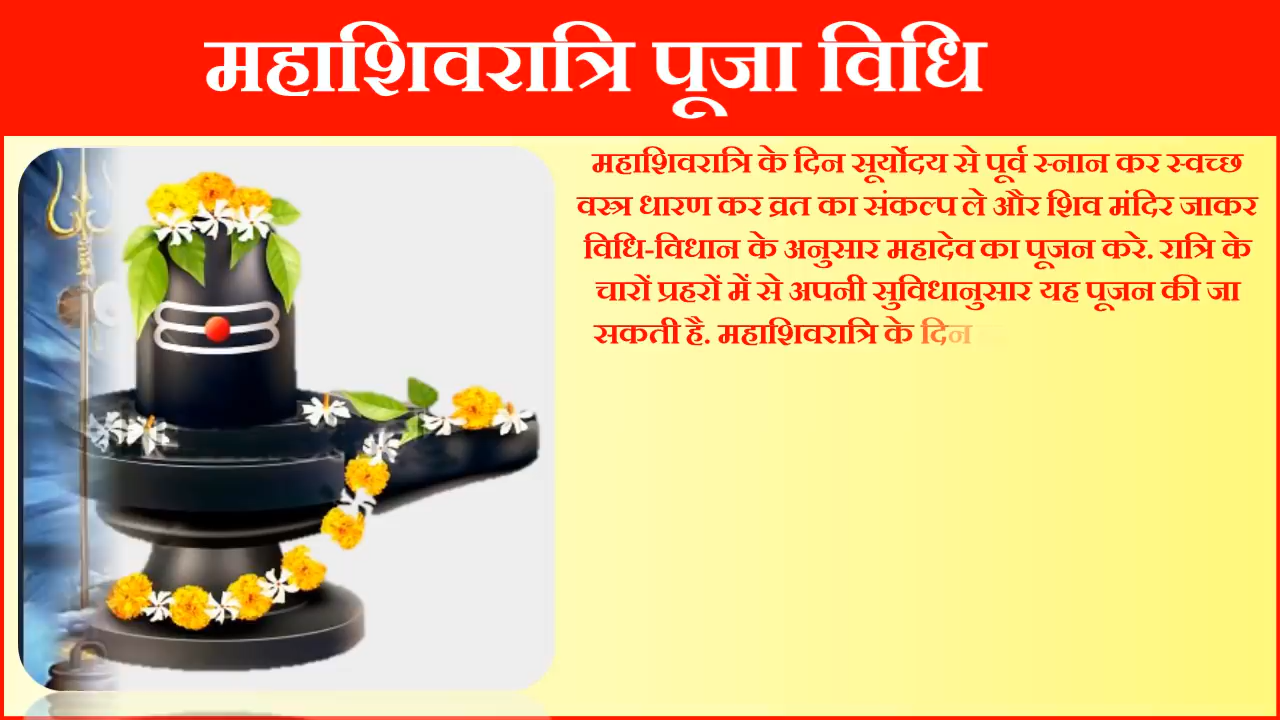 महाशिवरात्रि पूजा विधि
महाशिवरात्रि के दिन सूर्योदय से पूर्व स्नान कर स्वच्छ
वस्त्र धारण कर व्रत का संकल्प ले और शिव मंदिर जाकर
विधि-विधान के अनुसार महादेव का पूजन करे. रात्रि के
चारों प्रहरों में से अपनी सुविधानुसार यह पूजन की जा
सकती है. महाशिवरात्रि के दिन